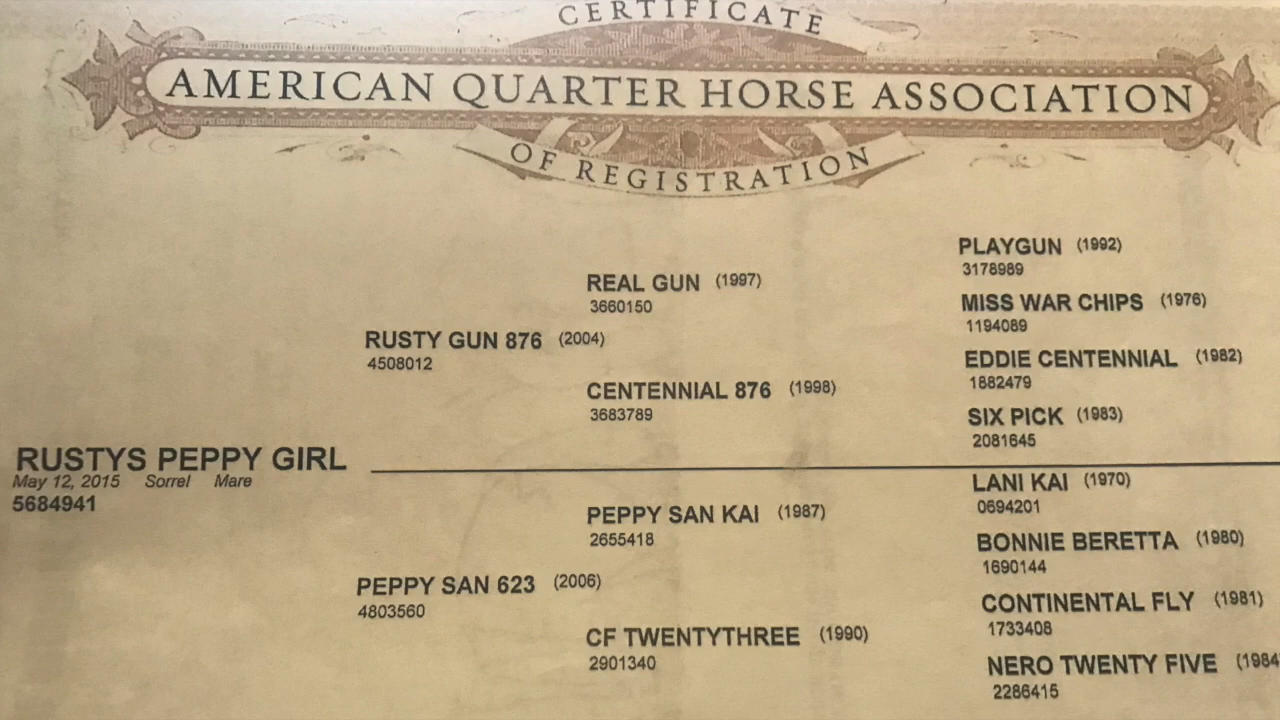 CERTIFICATE
AMERICAN QUARTER HORSE ASSOCIATION
OF REGISTRATION
PLAYGUN (1992)
3178989
REAL GUN (1997)
3660150
MISS WAR CHIPS (1976)
1194089
RUSTY GUN 876 (2004)
4508012
EDDIE CENTENNIAL (1982)
1882479
CENTENNIAL 876 (1998)
3683789
SIX PICK (1983)
2081645
RUSTYS PEPPY GIRL
May 12, 2015 Sorrel Mare
5684941
LANI KAI (1970)
0694201
PEPPY SAN KAI (1987)
2655418
BONNIE BERETTA (1980)
1690144
PEPPY SAN 623 (2006)
4803560
CONTINENTAL FLY (1981)
1733408
CF TWENTYTHREE (1990)
2901340
NERO TWENTY FIVE (1984
2286415